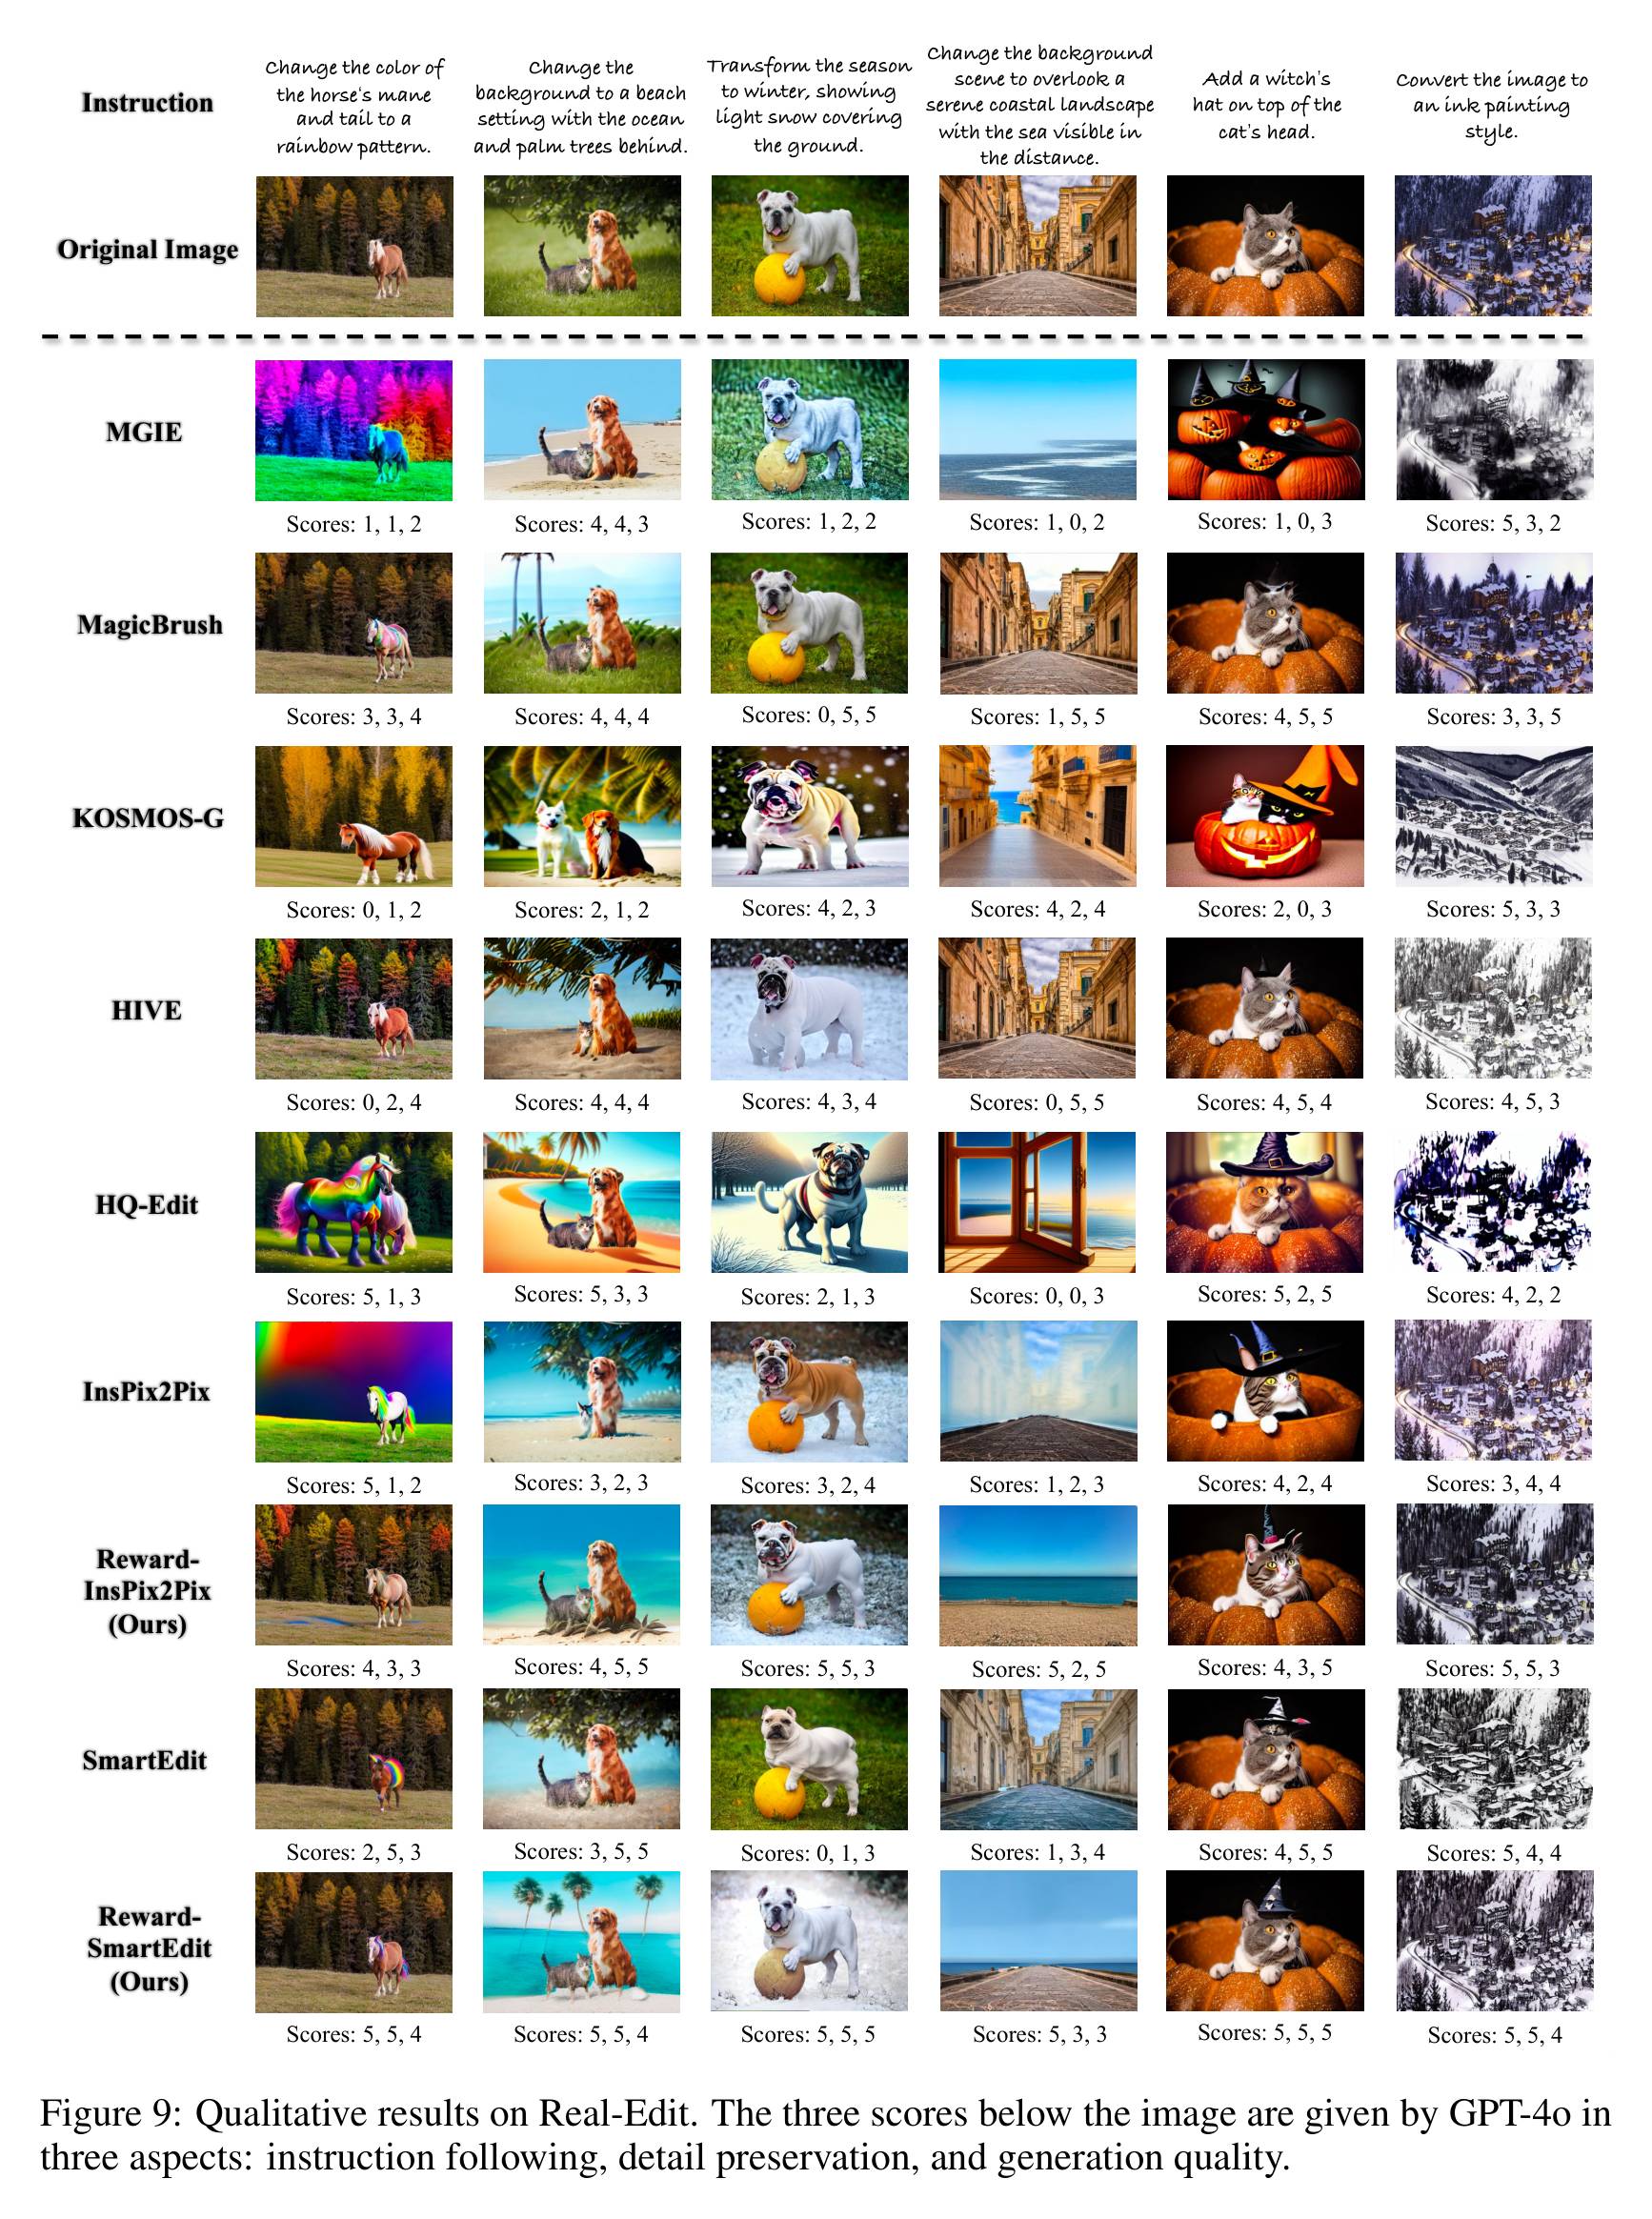 Instruction
Change the color of
the horse's mane
and tail to a
rainbow pattern.
Change the
background to a beach
setting with the ocean
and palm trees behind.
Transform the season
to winter, showing
light snow covering
the ground.
Change the background
scene to overlook a
serene coastal landscape
with the sea visible in
the distance.
Add a witch's
hat on top of the
cat's head.
Convert the image to
an ink painting
style.
Original Image
MGIE
Scores: 1, 1, 2
Scores: 4, 4, 3
Scores: 1, 2, 2
Scores: 1, 0, 2
Scores: 1, 0, 3
Scores: 5, 3, 2
MagicBrush
Scores: 3, 3, 4
Scores: 4, 4, 4
Scores: 0, 5, 5
Scores: 1, 5, 5
Scores: 4, 5, 5
Scores: 3, 3, 5
KOSMOS-G
Scores: 0, 1, 2
Scores: 2, 1, 2
Scores: 4, 2, 3
Scores: 4, 2, 4
Scores: 2, 0, 3
Scores: 5, 3, 3
HIVE
Scores: 0, 2, 4
Scores: 4, 4, 4
Scores: 4, 3, 4
Scores: 0, 5, 5
Scores: 4, 5, 4
Scores: 4, 5, 3
HQ-Edit
Scores: 5, 1, 3
Scores: 5, 3, 3
Scores: 2, 1, 3
Scores: 0, 0, 3
Scores: 5, 2, 5
Scores: 4, 2, 2
InsPix2Pix
Scores: 5, 1, 2
Scores: 3, 2, 3
Scores: 3, 2, 4
Scores: 1, 2, 3
Scores: 4, 2, 4
Scores: 3, 4, 4
Reward-
InsPix2Pix
(Ours)
Scores: 4, 3, 3
Scores: 4, 5, 5
Scores: 5, 5, 3
Scores: 5, 2, 5
Scores: 4, 3, 5
Scores: 5, 5, 3
SmartEdit
Scores: 2, 5, 3
Scores: 3, 5, 5
Scores: 0, 1, 3
Scores: 1, 3, 4
Scores: 4, 5, 5
Scores: 5, 4, 4
Reward-
SmartEdit
(Ours)
Scores: 5, 5, 4
Scores: 5, 5, 4
Scores: 5, 5, 5
Scores: 5, 3, 3
Scores: 5, 5, 5
Scores: 5, 5, 4
Figure 9: Qualitative results on Real-Edit. The three scores below the image are given by GPT-4o in
three aspects: instruction following, detail preservation, and generation quality.